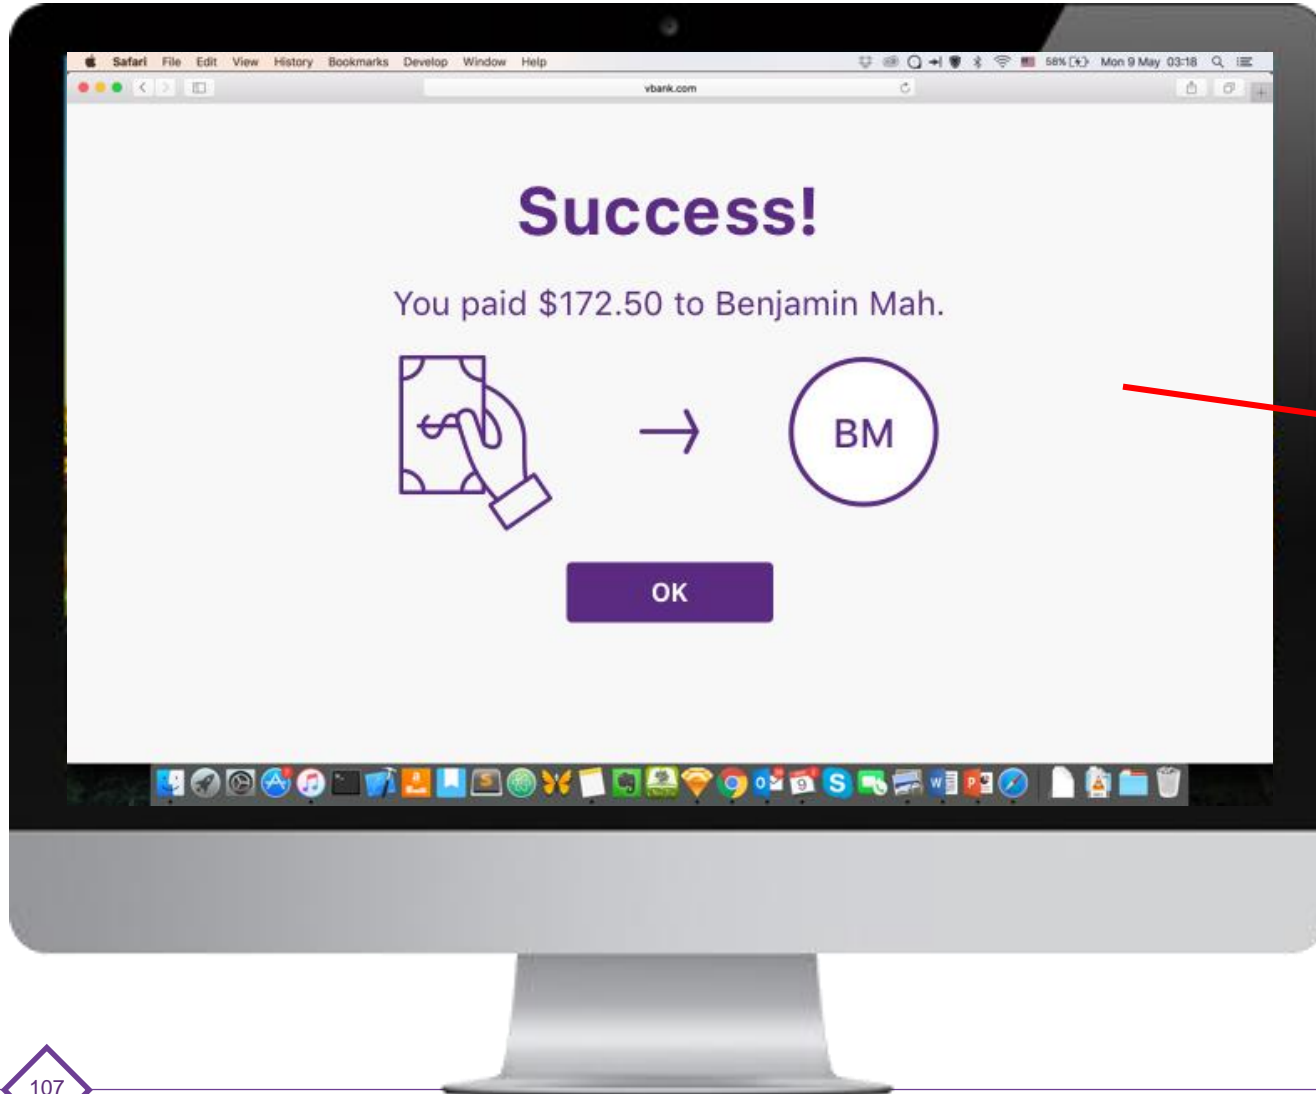 Safari File Edit View History Bookmarks Develop Window Help 58% Mon 9 May 03:18
vbank.com
Success!
You paid $172.50 to Benjamin Mah.
BM
OK
107